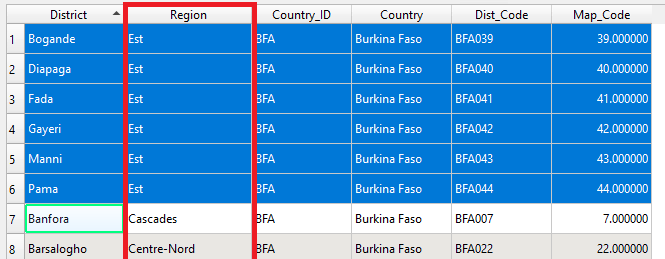 District Region Country_ID Country Dist_Code Map_Code
1 Bogande Est BFA Burkina Faso BFA039 39.000000
2 Diapaga Est BFA Burkina Faso BFA040 40.000000
3 Fada Est BFA Burkina Faso BFA041 41.000000
4 Gayeri Est BFA Burkina Faso BFA042 42.000000
5 Manni Est BFA Burkina Faso BFA043 43.000000
6 Pama Est BFA Burkina Faso BFA044 44.000000
7 Banfora Cascades BFA Burkina Faso BFA007 7.000000
8 Barsalogho Centre-Nord BFA Burkina Faso BFA022 22.000000